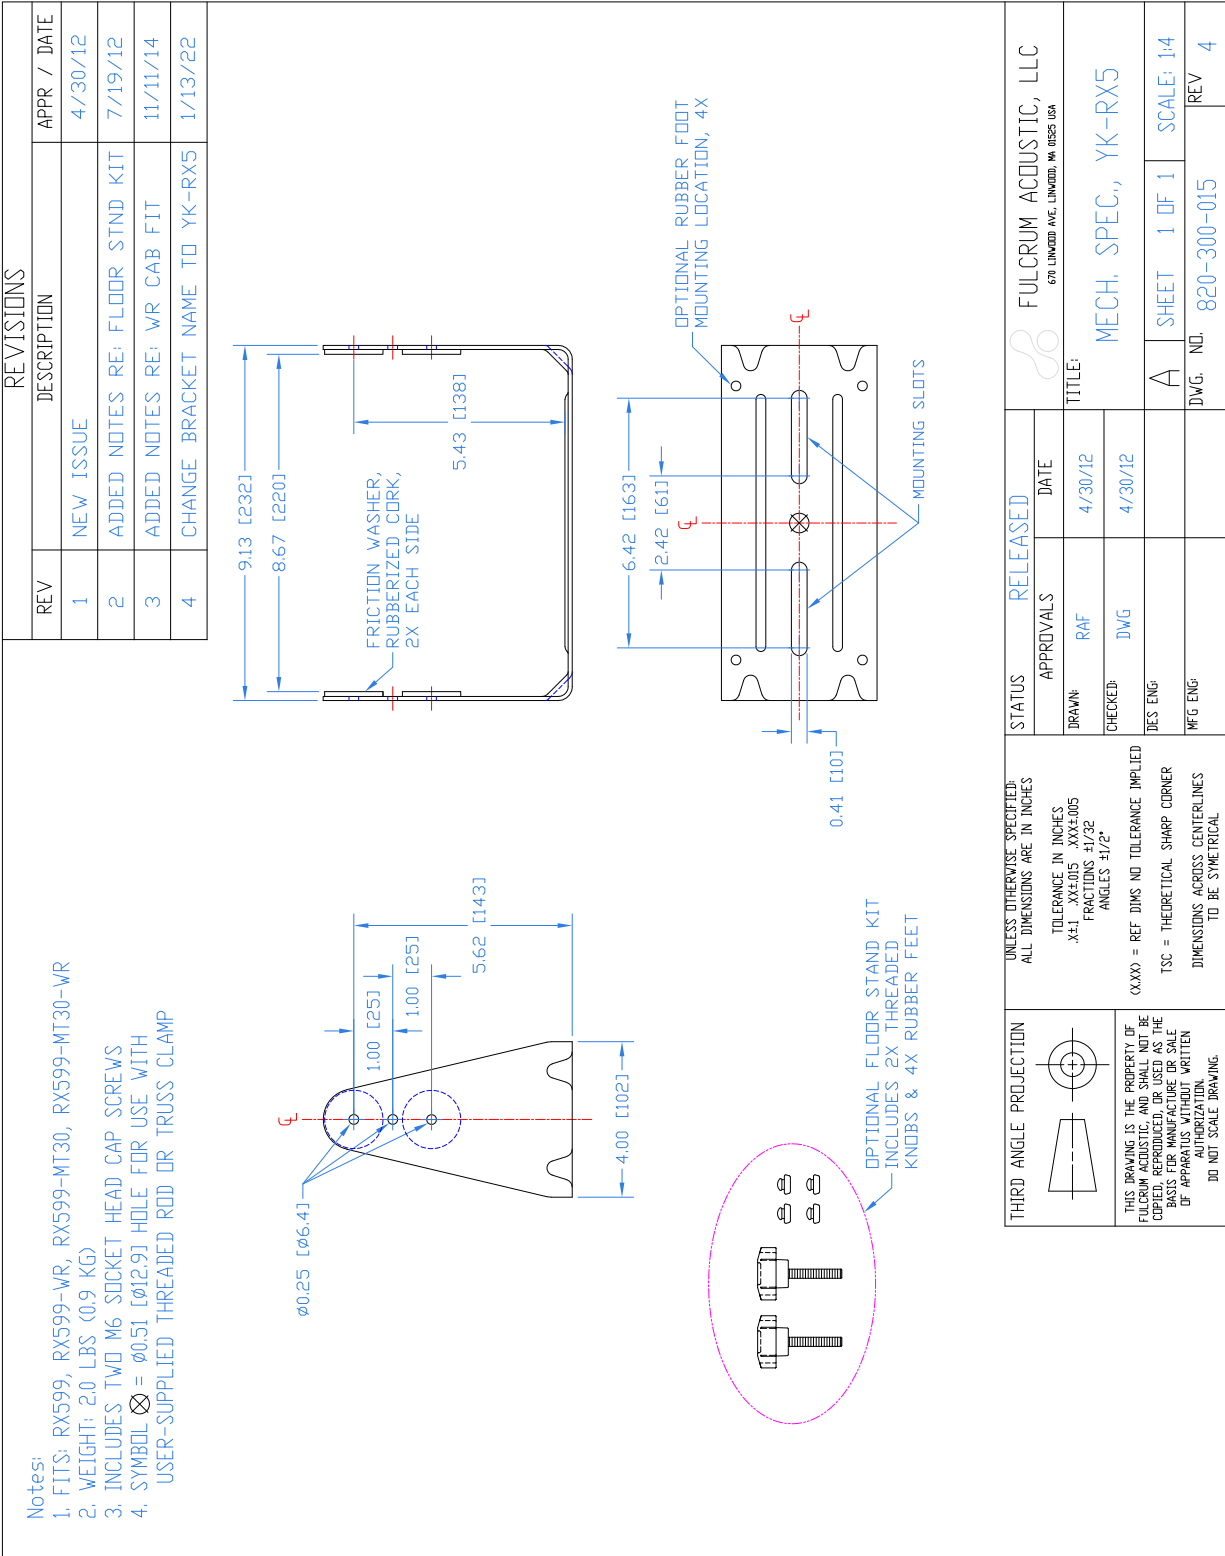 Notes:
1. FITS: RX599, RX599-WR, RX599-MT30, RX599-MT30-WR
2. WEIGHT: 2.0 LBS (0.9 KG)
3. INCLUDES TWO M6 SOCKET HEAD CAP SCREWS
4. SYMBOL ⊗ = ø0.51 [ø12.9] HOLE FOR USE WITH
USER-SUPPLIED THREADED ROD OR TRUSS CLAMP
REVISIONS
REV DESCRIPTION APPR / DATE
1 NEW ISSUE 4/30/12
2 ADDED NOTES RE: FLOOR STND KIT 7/19/12
3 ADDED NOTES RE: WR CAB FIT 11/11/14
4 CHANGE BRACKET NAME TO YK-RX5 1/13/22
ø0.25 [ø6.4]
1.00 [25]
1.00 [25]
5.62 [143]
4.00 [102]
9.13 [232]
8.67 [220]
FRICTION WASHER,
RUBBERIZED CORK,
2X EACH SIDE
5.43 [138]
OPTIONAL FLOOR STAND KIT
INCLUDES 2X THREADED
KNOBS & 4X RUBBER FEET
6.42 [163]
2.42 [61]
0.41 [10]
OPTIONAL RUBBER FOOT
MOUNTING LOCATION, 4X
MOUNTING SLOTS
THIRD ANGLE PROJECTION
THIS DRAWING IS THE PROPERTY OF
FULCRUM ACOUSTIC, AND SHALL NOT BE
COPIED, REPRODUCED, OR USED AS THE
BASIS FOR MANUFACTURE OR SALE
OF APPARATUS WITHOUT WRITTEN
AUTHORIZATION.
DO NOT SCALE DRAWING.
UNLESS OTHERWISE SPECIFIED:
ALL DIMENSIONS ARE IN INCHES
TOLERANCE IN INCHES
.X±.1 .XX±.015 .XXX±.005
FRACTIONS ±1/32
ANGLES ±1/2°
(X.XX) = REF DIMS NO TOLERANCE IMPLIED
TSC = THEORETICAL SHARP CORNER
DIMENSIONS ACROSS CENTERLINES
TO BE SYMETRICAL
STATUS RELEASED
APPROVALS DATE
DRAWN: RAF 4/30/12
CHECKED: DWG 4/30/12
DES ENG:
MFG ENG:
FULCRUM ACOUSTIC, LLC
670 LINWOOD AVE, LINWOOD, MA 01525 USA
TITLE:
MECH. SPEC., YK-RX5
A SHEET 1 OF 1 SCALE: 1:4
DWG. NO. 820-300-015 REV 4